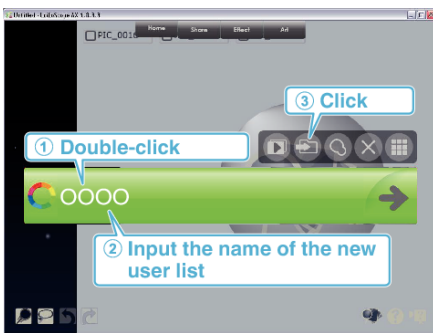 Home Share Effect Art
PIC_0016
③ Click
① Double-click
OOOO
② Input the name of the new
user list